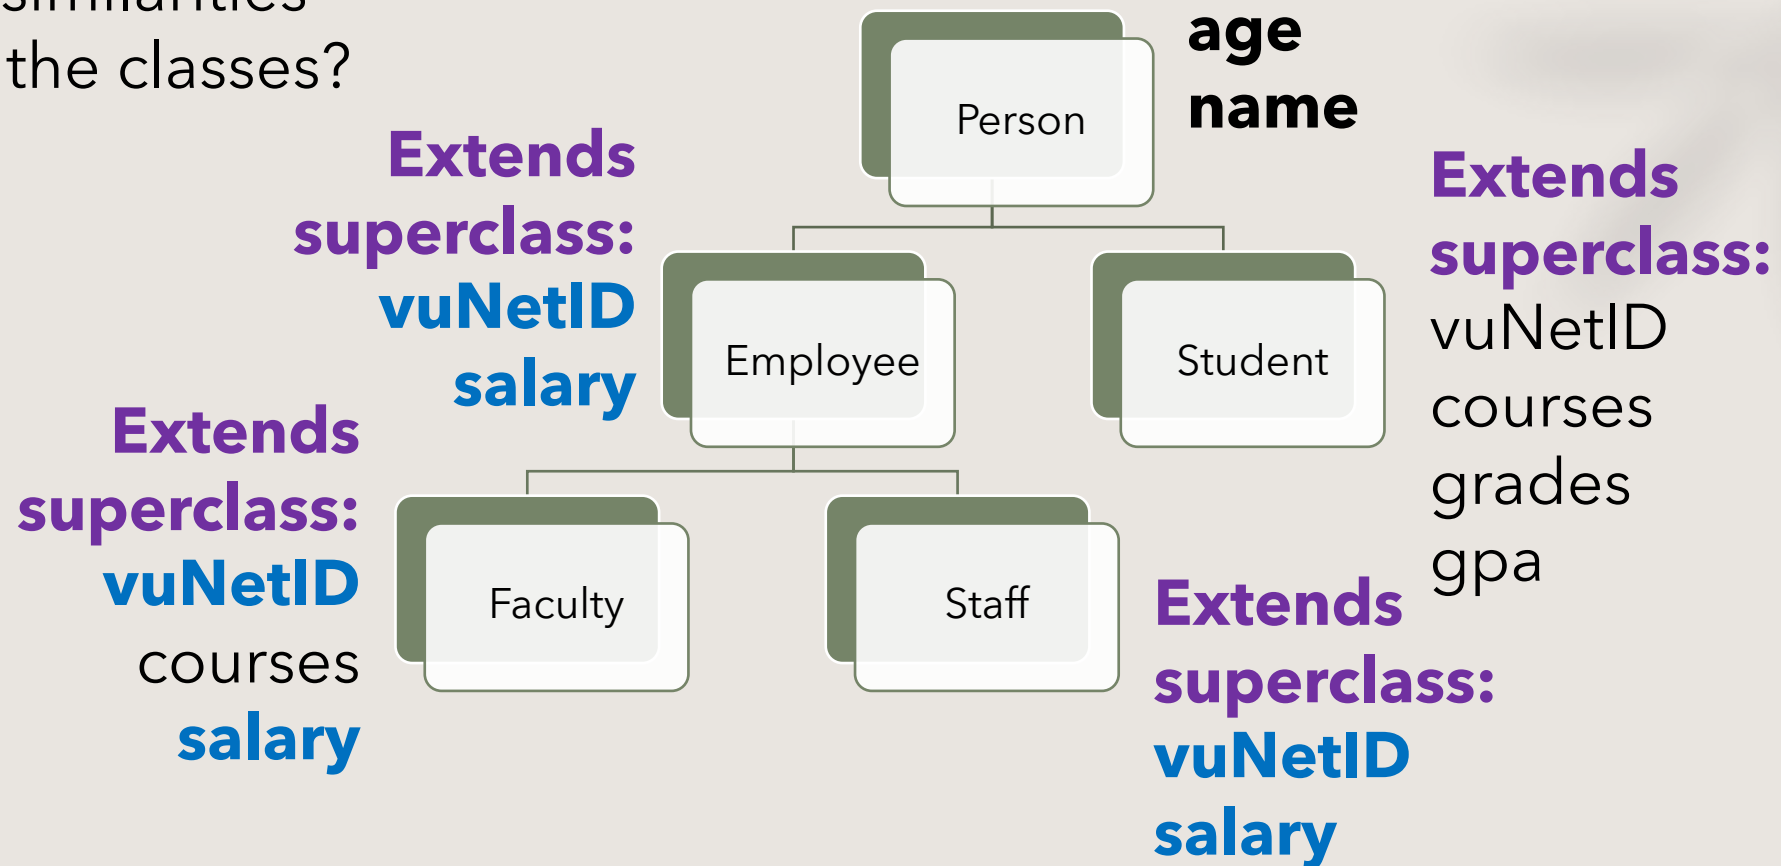 similarities
the classes?
age
name
Person
Extends
superclass:
vuNetID
salary
Employee
Student
Extends
superclass:
vuNetID
courses
grades
gpa
Extends
superclass:
vuNetID
courses
salary
Faculty
Staff
Extends
superclass:
vuNetID
salary